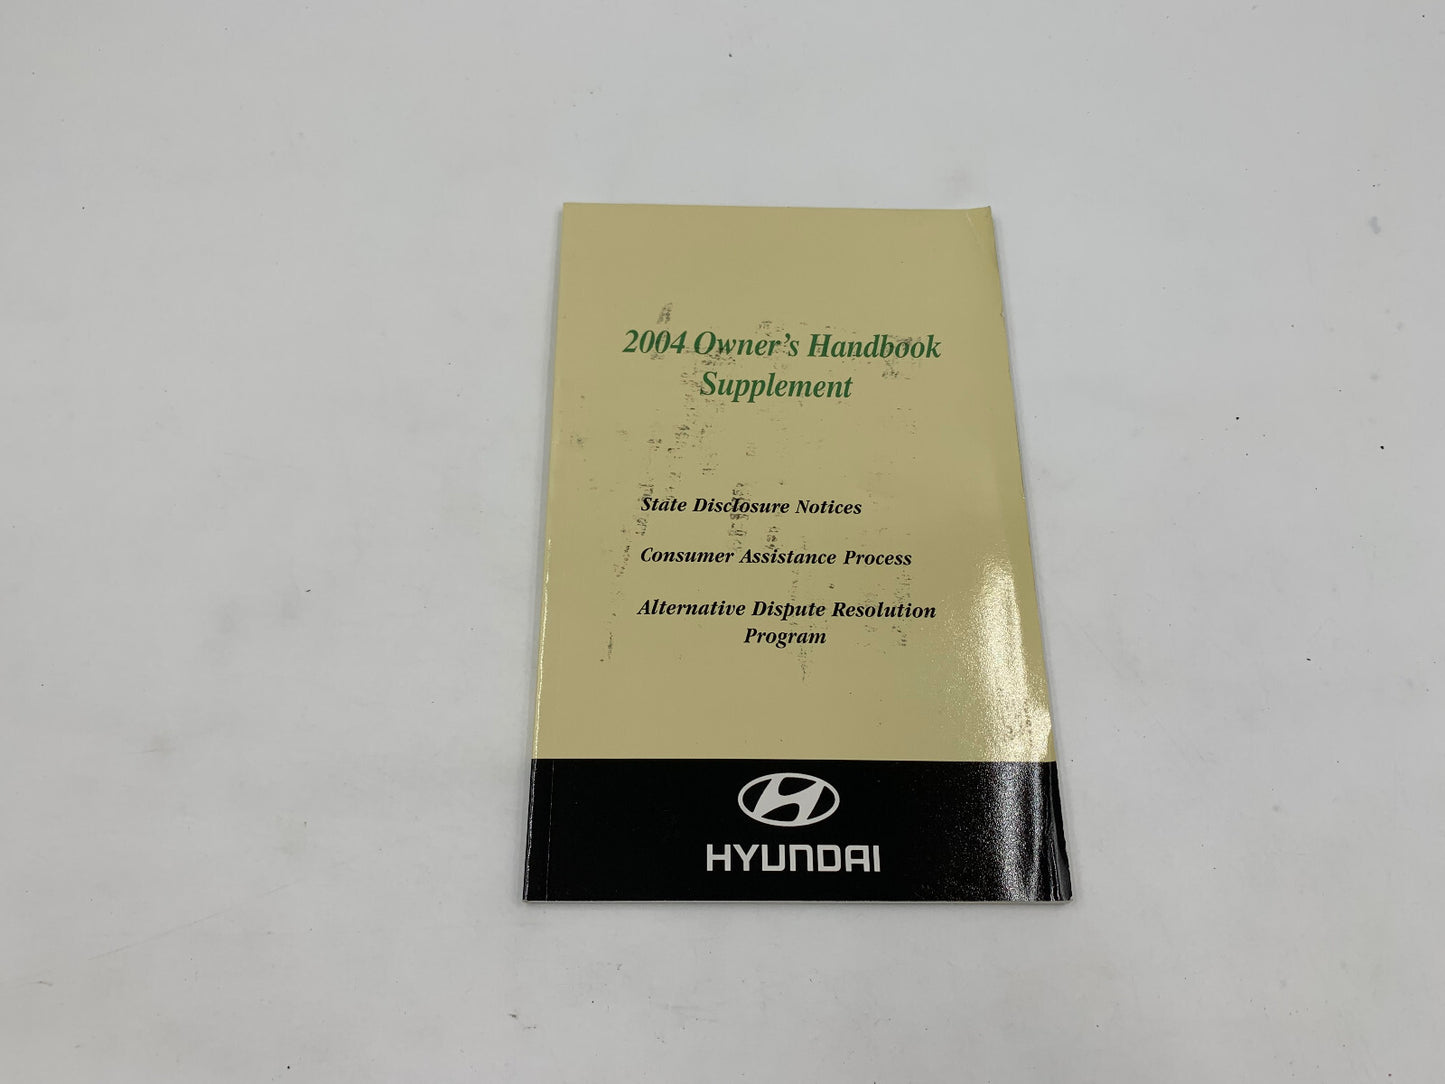 2004 Owner's Handbook
Supplement
State Disclosure Notices
Consumer Assistance Process
Alternative Dispute Resolution
Program
HYUNDAI